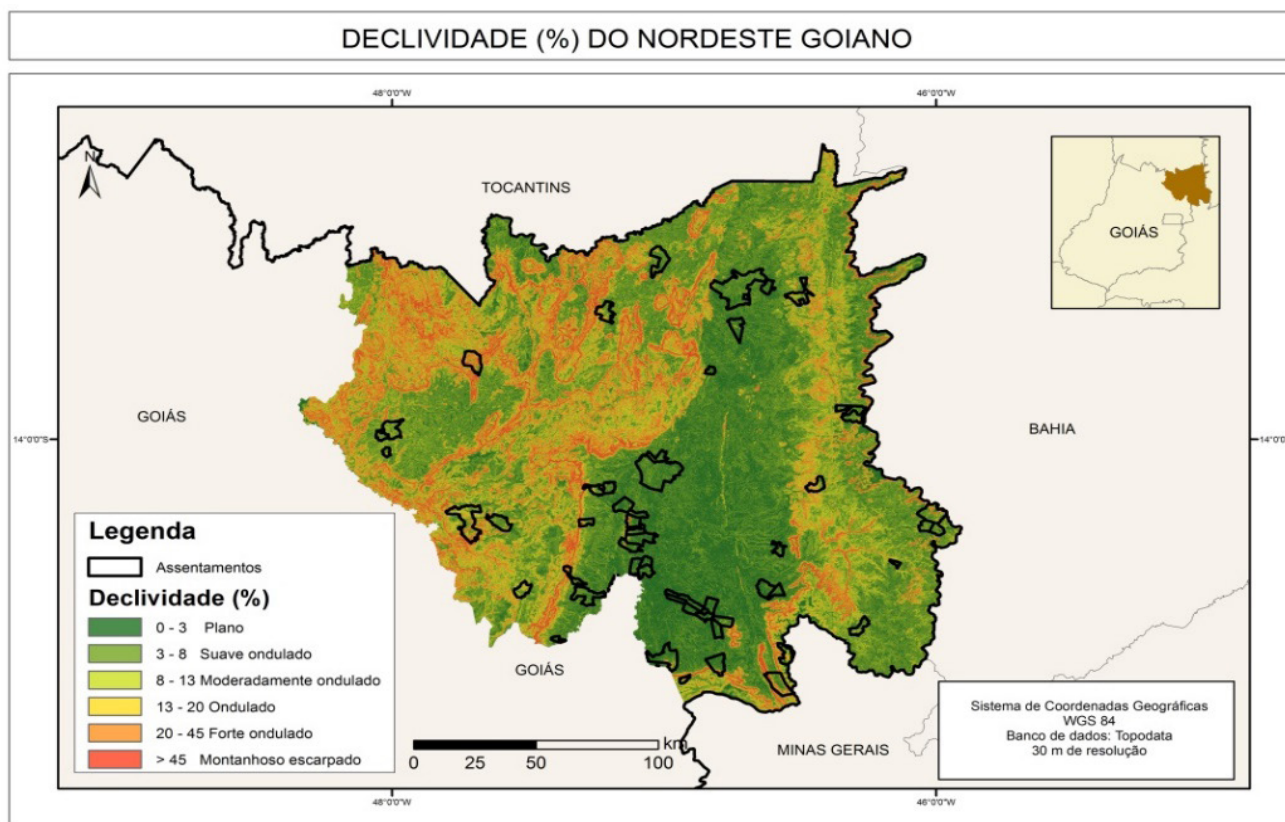 DECLIVIDADE (%) DO NORDESTE GOIANO
48°0'0"W
46°0'0"W
N
TOCANTINS
GOIÁS
GOIÁS
BAHIA
14°0'0"S
14°0'0"
Legenda
Assentamentos
Declividade (%)
0 - 3 Plano
3 - 8 Suave ondulado
8 - 13 Moderadamente ondulado
13 - 20 Ondulado
20 - 45 Forte ondulado
> 45 Montanhoso escarpado
GOIÁS
MINAS GERAIS
km
0 25 50 100
Sistema de Coordenadas Geográficas
WGS 84
Banco de dados: Topodata
30 m de resolução
48°0'0"W
46°0'0"W